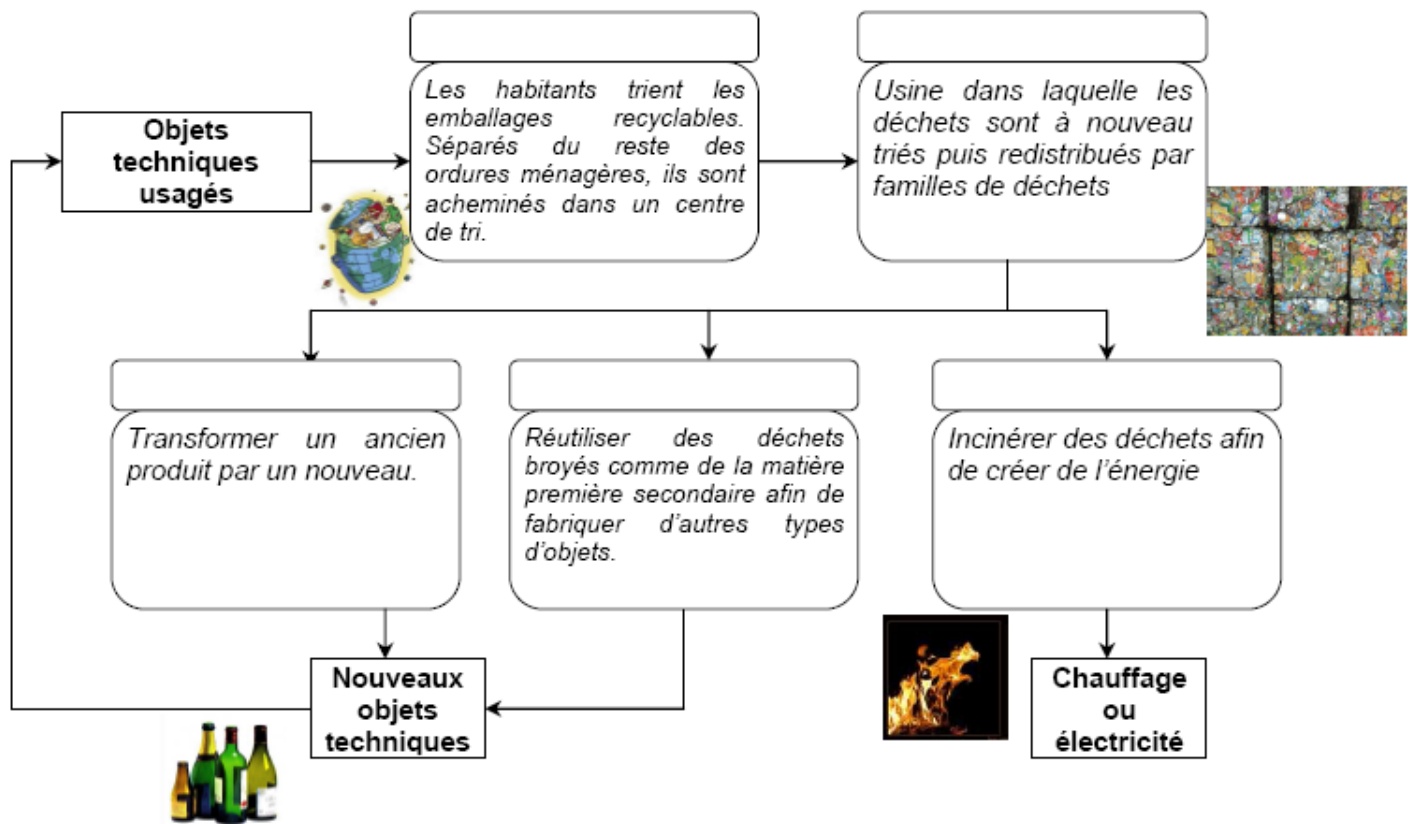 Objets
techniques
usagés
Les habitants trient les
emballages recyclables.
Séparés du reste des
ordures ménagères, ils sont
acheminés dans un centre
de tri.
Usine dans laquelle les
déchets sont à nouveau
triés puis redistribués par
familles de déchets
Transformer un ancien
produit par un nouveau.
Réutiliser des déchets
broyés comme de la matière
première secondaire afin de
fabriquer d'autres types
d'objets.
Incinérer des déchets afin
de créer de l'énergie
Nouveaux
objets
techniques
Chauffage
ou
électricité